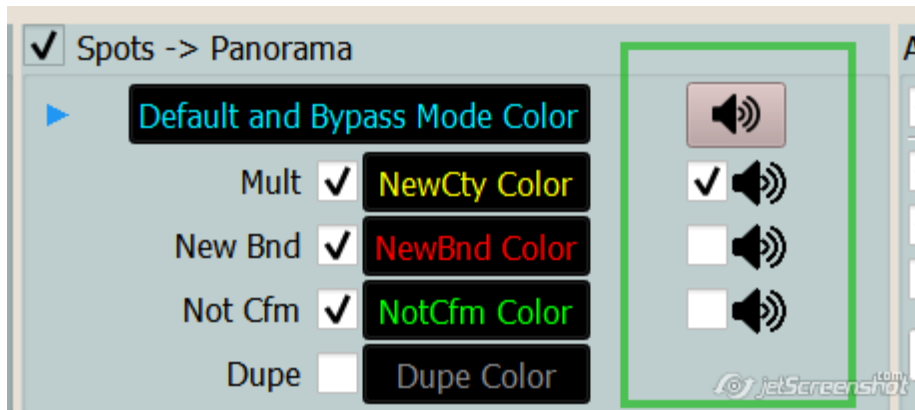 Spots -> Panorama
Default and Bypass Mode Color
Mult NewCty Color
New Bnd NewBnd Color
Not Cfm NotCfm Color
Dupe Dupe Color
jetScreenshot.com